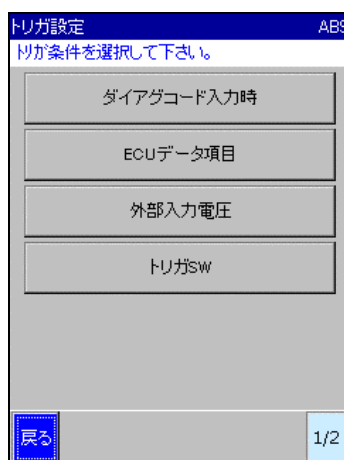 トリガ設定 ABS
トリガ条件を選択して下さい。
ダイアグコード入力時
ECUデータ項目
外部入力電圧
トリガSW
戻る 1/2